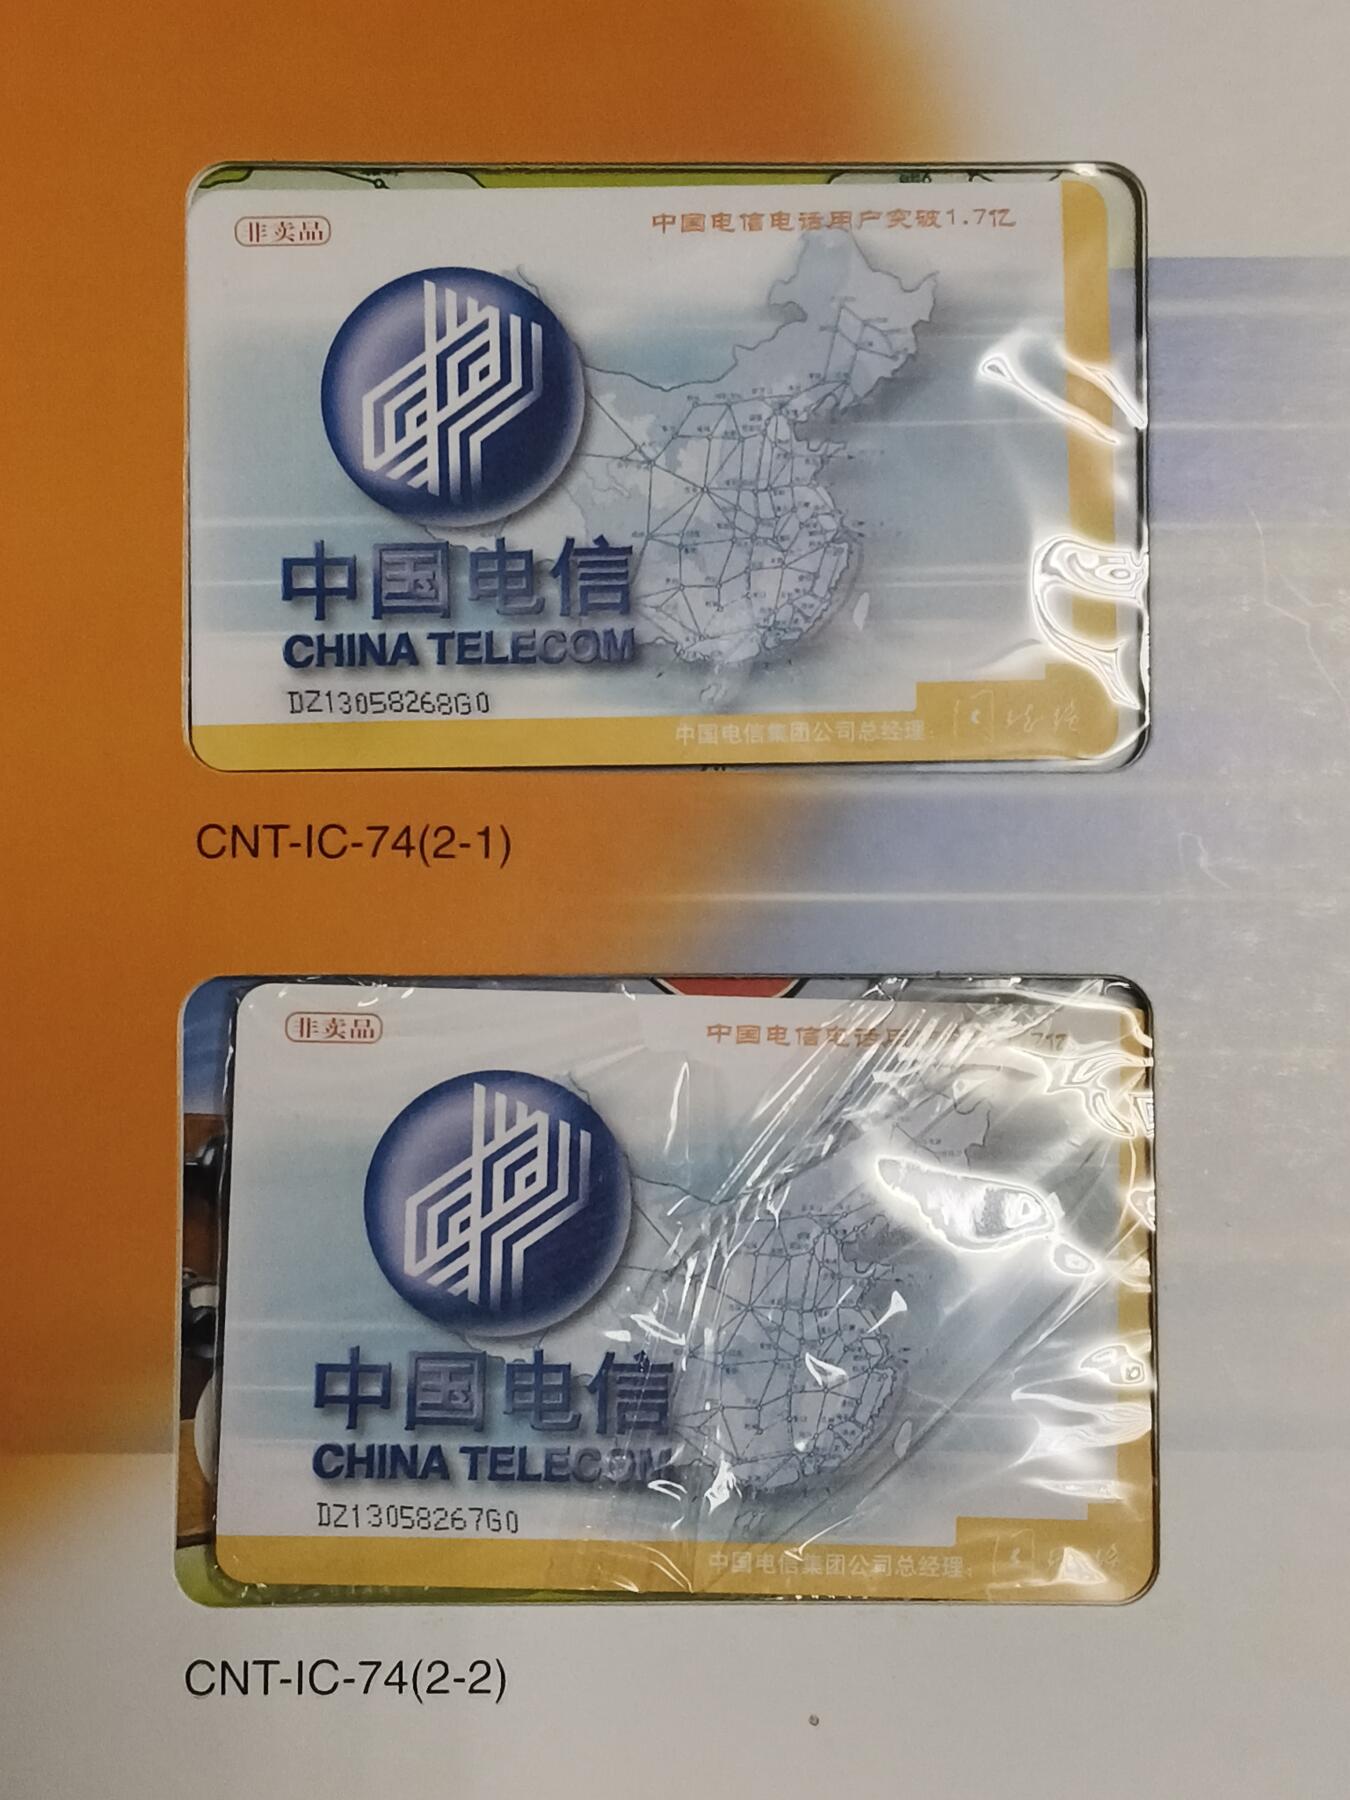 非卖品
中国电信电话用户突破1.7亿
中国电信
CHINA TELECOM
DZ13058268G0
中国电信集团公司总经理:
CNT-IC-74(2-1)
非卖品
中国电信电话用 7亿
中国电信
CHINA TELECOM
DZ13058267G0
中国电信集团公司总经理:
CNT-IC-74(2-2)